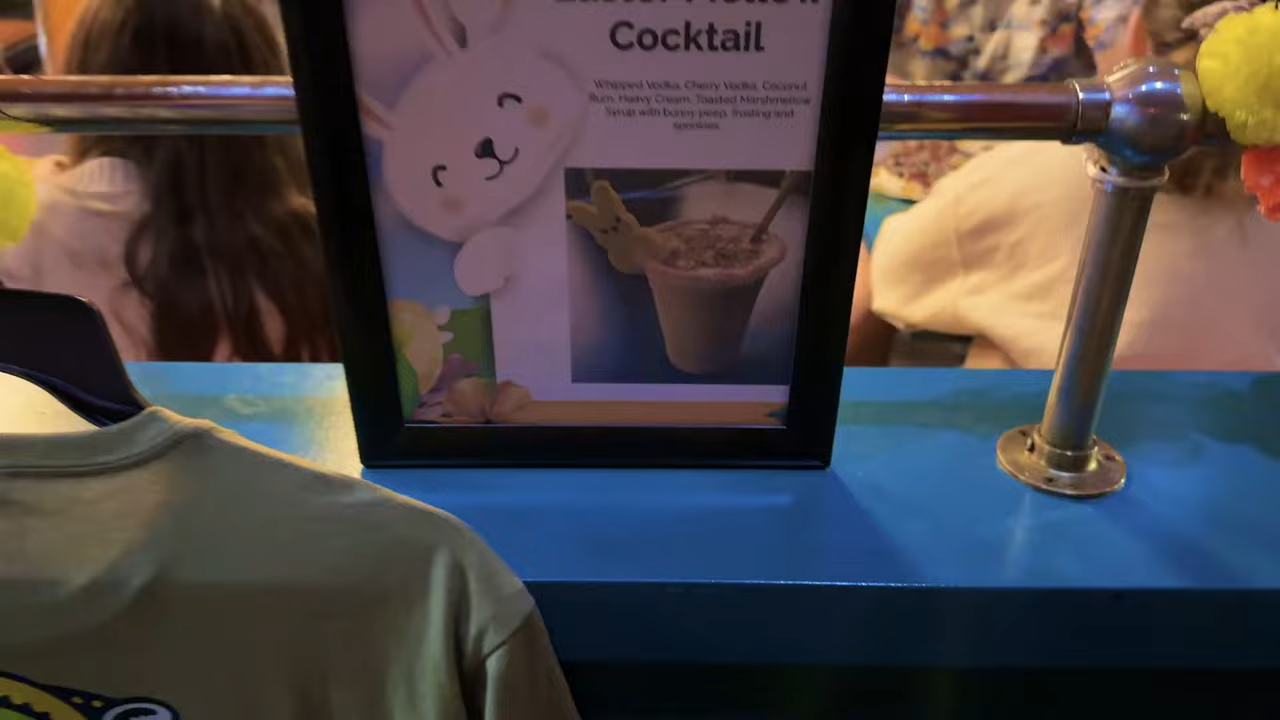 Cocktail
Whipped Vodka, Cherry Vodka, Coconut
Rum, Heavy Cream, Toasted Marshmallow
Syrup with bunny peep, frosting and
sprinkles.